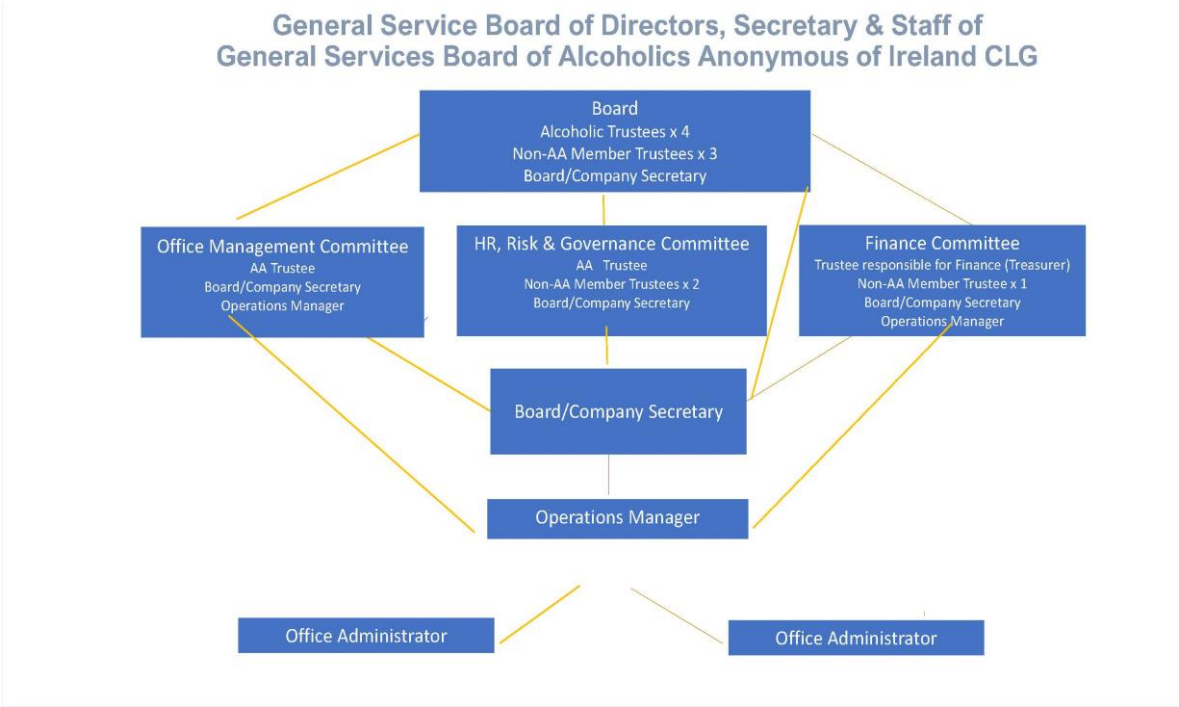 General Service Board of Directors, Secretary & Staff of
General Services Board of Alcoholics Anonymous of Ireland CLG
Board
Alcoholic Trustees x 4
Non-AA Member Trustees x 3
Board/Company Secretary
Office Management Committee
AA Trustee
Board/Company Secretary
Operations Manager
HR, Risk & Governance Committee
AA Trustee
Non-AA Member Trustees x 2
Board/Company Secretary
Finance Committee
Trustee responsible for Finance (Treasurer)
Non-AA Member Trustee x 1
Board/Company Secretary
Operations Manager
Board/Company Secretary
Operations Manager
Office Administrator
Office Administrator